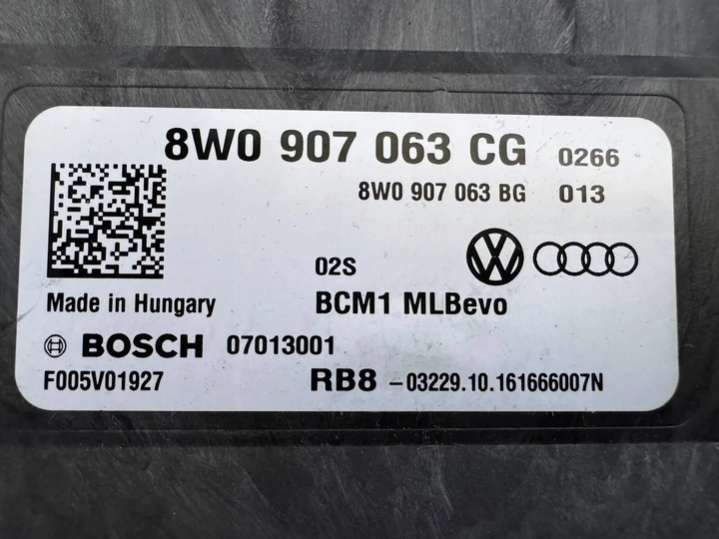 8W0 907 063 CG 0266
8W0 907 063 BG 013
02S
Made in Hungary BCM1 MLBevo
BOSCH 07013001
F005V01927 RB8 -03229.10.161666007N